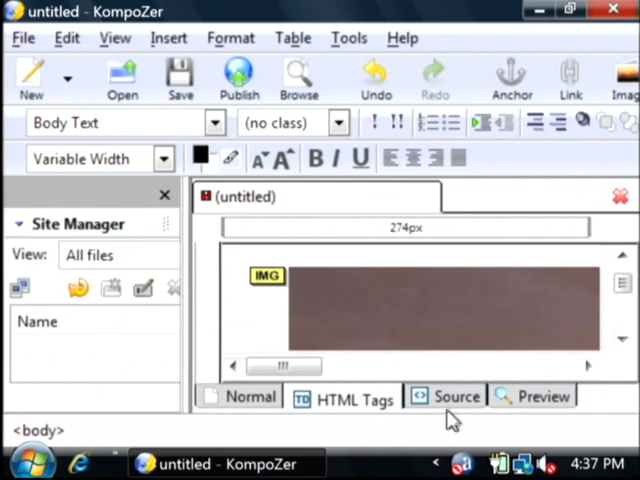 untitled - KompoZer
File Edit View Insert Format Table Tools Help
New Open Save Publish Browse Undo Redo Anchor Link Imag
Body Text (no class) ! !!
Variable Width A A B I U
(untitled)
Site Manager
274px
View: All files
IMG
Name
Normal TD HTML Tags Source Preview
<body>
untitled - KompoZer 4:37 PM